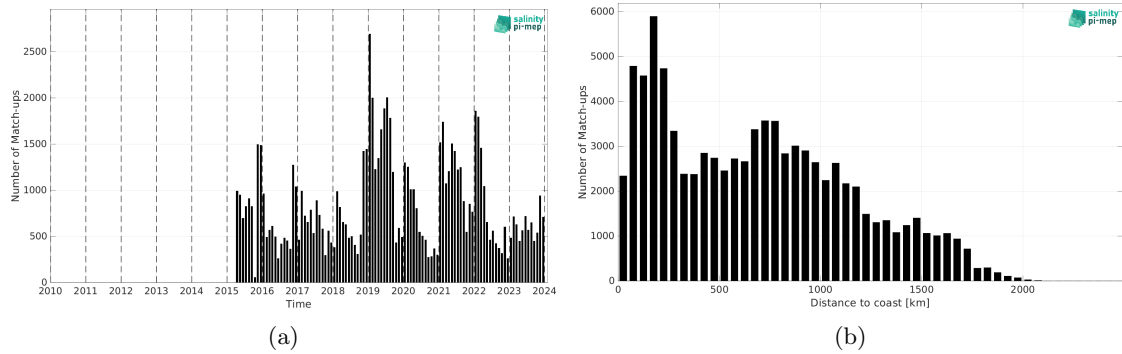 salinity
pi-mep
Number of Match-ups
2500
2000
1500
1000
500
0
2010 2011 2012 2013 2014 2015 2016 2017 2018 2019 2020 2021 2022 2023 2024
Time
(a)
salinity
pi-mep
Number of Match-ups
6000
5000
4000
3000
2000
1000
0
0 500 1000 1500 2000
Distance to coast [km]
(b)